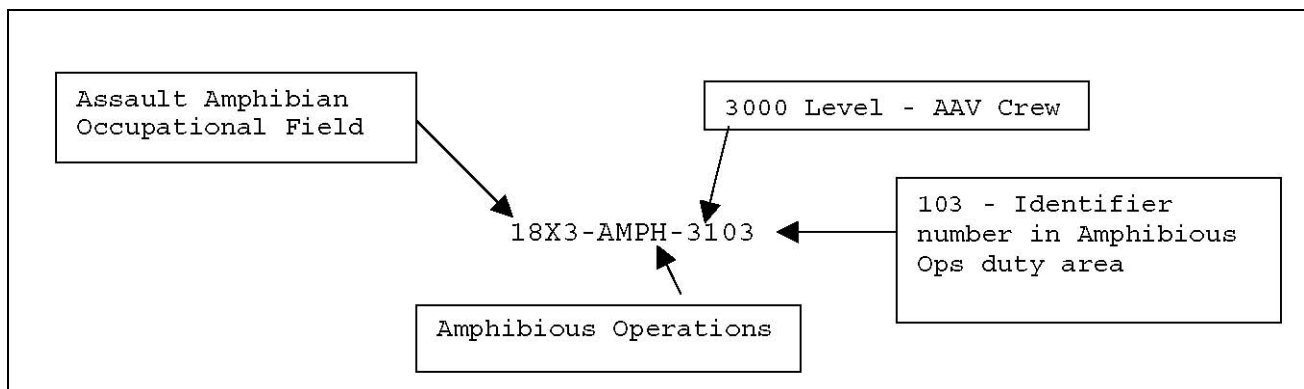 Assault Amphibian
Occupational Field
3000 Level - AAV Crew
18X3-AMPH-3103
103 - Identifier
number in Amphibious
Ops duty area
Amphibious Operations